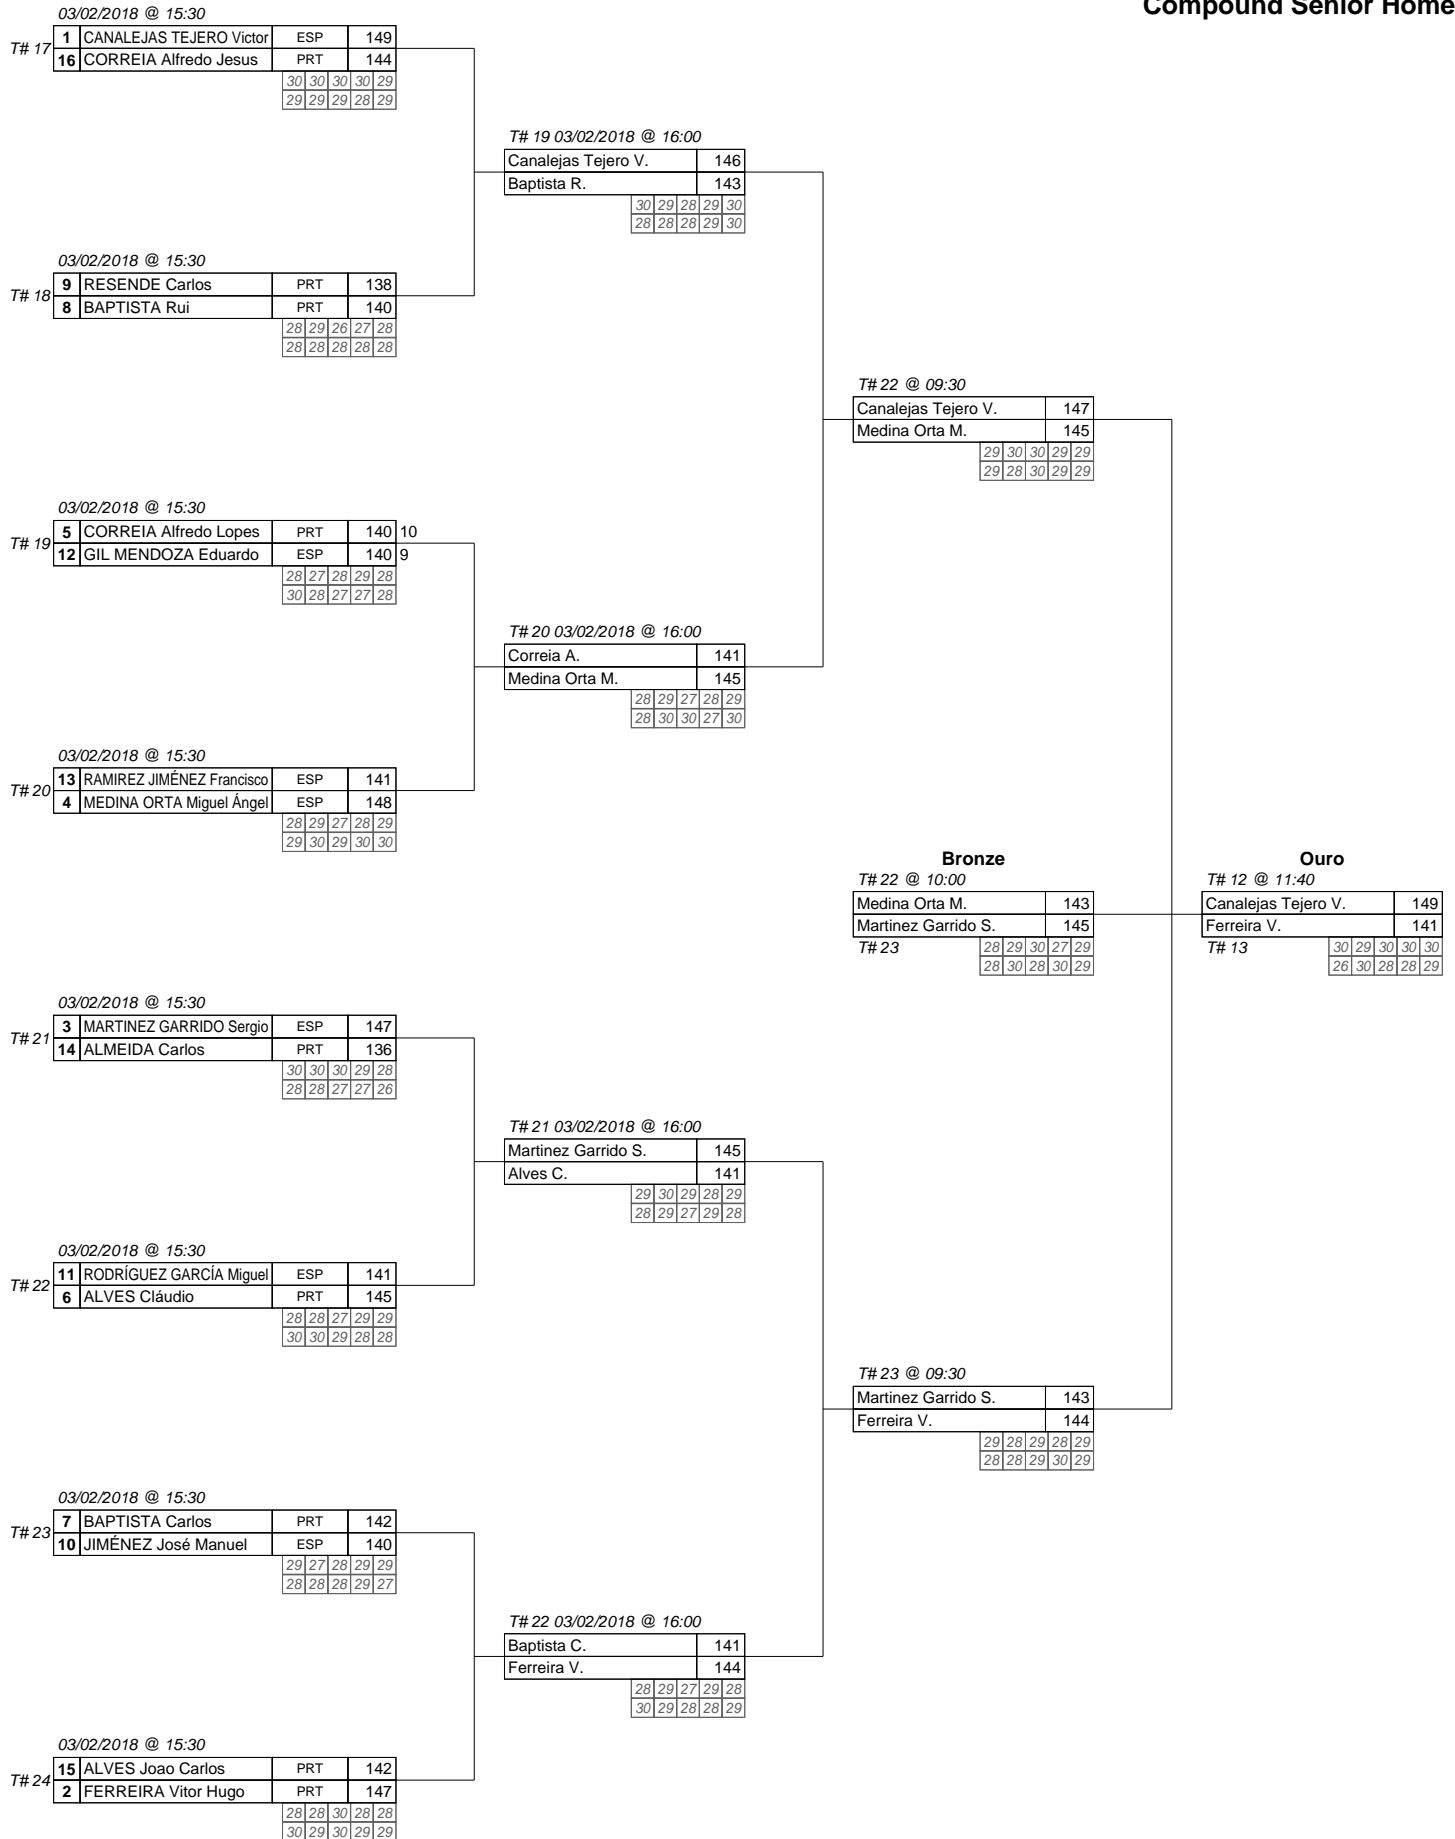 Compound Senior Home
03/02/2018 @ 15:30
T# 17
1 CANALEJAS TEJERO Victor ESP 149
16 CORREIA Alfredo Jesus PRT 144
30 30 30 30 29
29 29 29 28 29
T# 19 03/02/2018 @ 16:00
Canalejas Tejero V. 146
Baptista R. 143
30 29 28 29 30
28 28 28 29 30
03/02/2018 @ 15:30
T# 18
9 RESENDE Carlos PRT 138
8 BAPTISTA Rui PRT 140
28 29 26 27 28
28 28 28 28 28
T# 22 @ 09:30
Canalejas Tejero V. 147
Medina Orta M. 145
29 30 30 29 29
29 28 30 29 29
03/02/2018 @ 15:30
T# 19
5 CORREIA Alfredo Lopes PRT 140 10
12 GIL MENDOZA Eduardo ESP 140 9
28 27 28 29 28
30 28 27 27 28
T# 20 03/02/2018 @ 16:00
Correia A. 141
Medina Orta M. 145
28 29 27 28 29
28 30 30 27 30
03/02/2018 @ 15:30
T# 20
13 RAMIREZ JIMÉNEZ Francisco ESP 141
4 MEDINA ORTA Miguel Ángel ESP 148
28 29 27 28 29
29 30 29 30 30
Bronze
T# 22 @ 10:00
Medina Orta M. 143
Martinez Garrido S. 145
T# 23
28 29 30 27 29
28 30 28 30 29
Ouro
T# 12 @ 11:40
Canalejas Tejero V. 149
Ferreira V. 141
T# 13
30 29 30 30 30
26 30 28 28 29
03/02/2018 @ 15:30
T# 21
3 MARTINEZ GARRIDO Sergio ESP 147
14 ALMEIDA Carlos PRT 136
30 30 30 29 28
28 28 27 27 26
T# 21 03/02/2018 @ 16:00
Martinez Garrido S. 145
Alves C. 141
29 30 29 28 29
28 29 27 29 28
03/02/2018 @ 15:30
T# 22
11 RODRÍGUEZ GARCÍA Miguel ESP 141
6 ALVES Cláudio PRT 145
28 28 27 29 29
30 30 29 28 28
T# 23 @ 09:30
Martinez Garrido S. 143
Ferreira V. 144
29 28 29 28 29
28 28 29 30 29
03/02/2018 @ 15:30
T# 23
7 BAPTISTA Carlos PRT 142
10 JIMÉNEZ José Manuel ESP 140
29 27 28 29 29
28 28 28 29 27
T# 22 03/02/2018 @ 16:00
Baptista C. 141
Ferreira V. 144
28 29 27 29 28
30 29 28 28 29
03/02/2018 @ 15:30
T# 24
15 ALVES Joao Carlos PRT 142
2 FERREIRA Vitor Hugo PRT 147
28 28 30 28 28
30 29 30 29 29